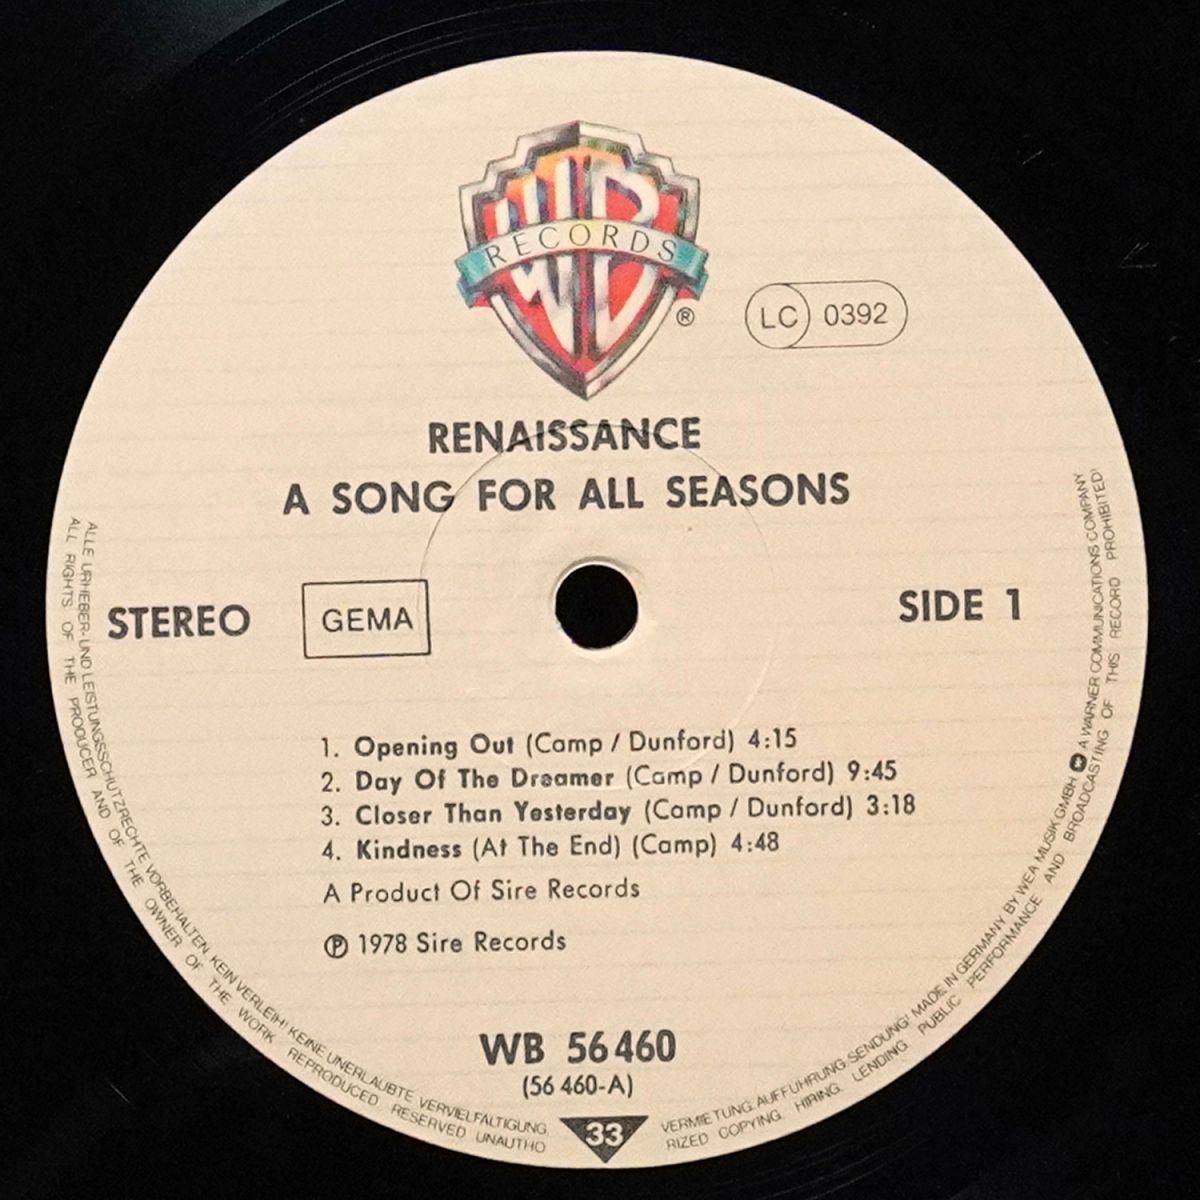 WB
RECORDS
®
LC 0392
RENAISSANCE
A SONG FOR ALL SEASONS
STEREO
GEMA
SIDE 1
1. Opening Out (Camp / Dunford) 4:15
2. Day Of The Dreamer (Camp / Dunford) 9:45
3. Closer Than Yesterday (Camp / Dunford) 3:18
4. Kindness (At The End) (Camp) 4:48
A Product Of Sire Records
℗ 1978 Sire Records
WB 56 460
(56 460-A)
33
ALLE URHEBER- UND LEISTUNGSSCHUTZRECHTE VORBEHALTEN KEIN VERLEIH! KEINE UNERLAUBTE VERVIELFÄLTIGUNG, VERMIETUNG, AUFFÜHRUNG, SENDUNG! MADE IN GERMANY BY WEA MUSIK GMBH A WARNER COMMUNICATIONS COMPANY
ALL RIGHTS OF THE PRODUCER AND OF THE OWNER OF THE WORK REPRODUCED RESERVED UNAUTHORIZED COPYING, HIRING, LENDING PUBLIC PERFORMANCE AND BROADCASTING OF THIS RECORD PROHIBITED!